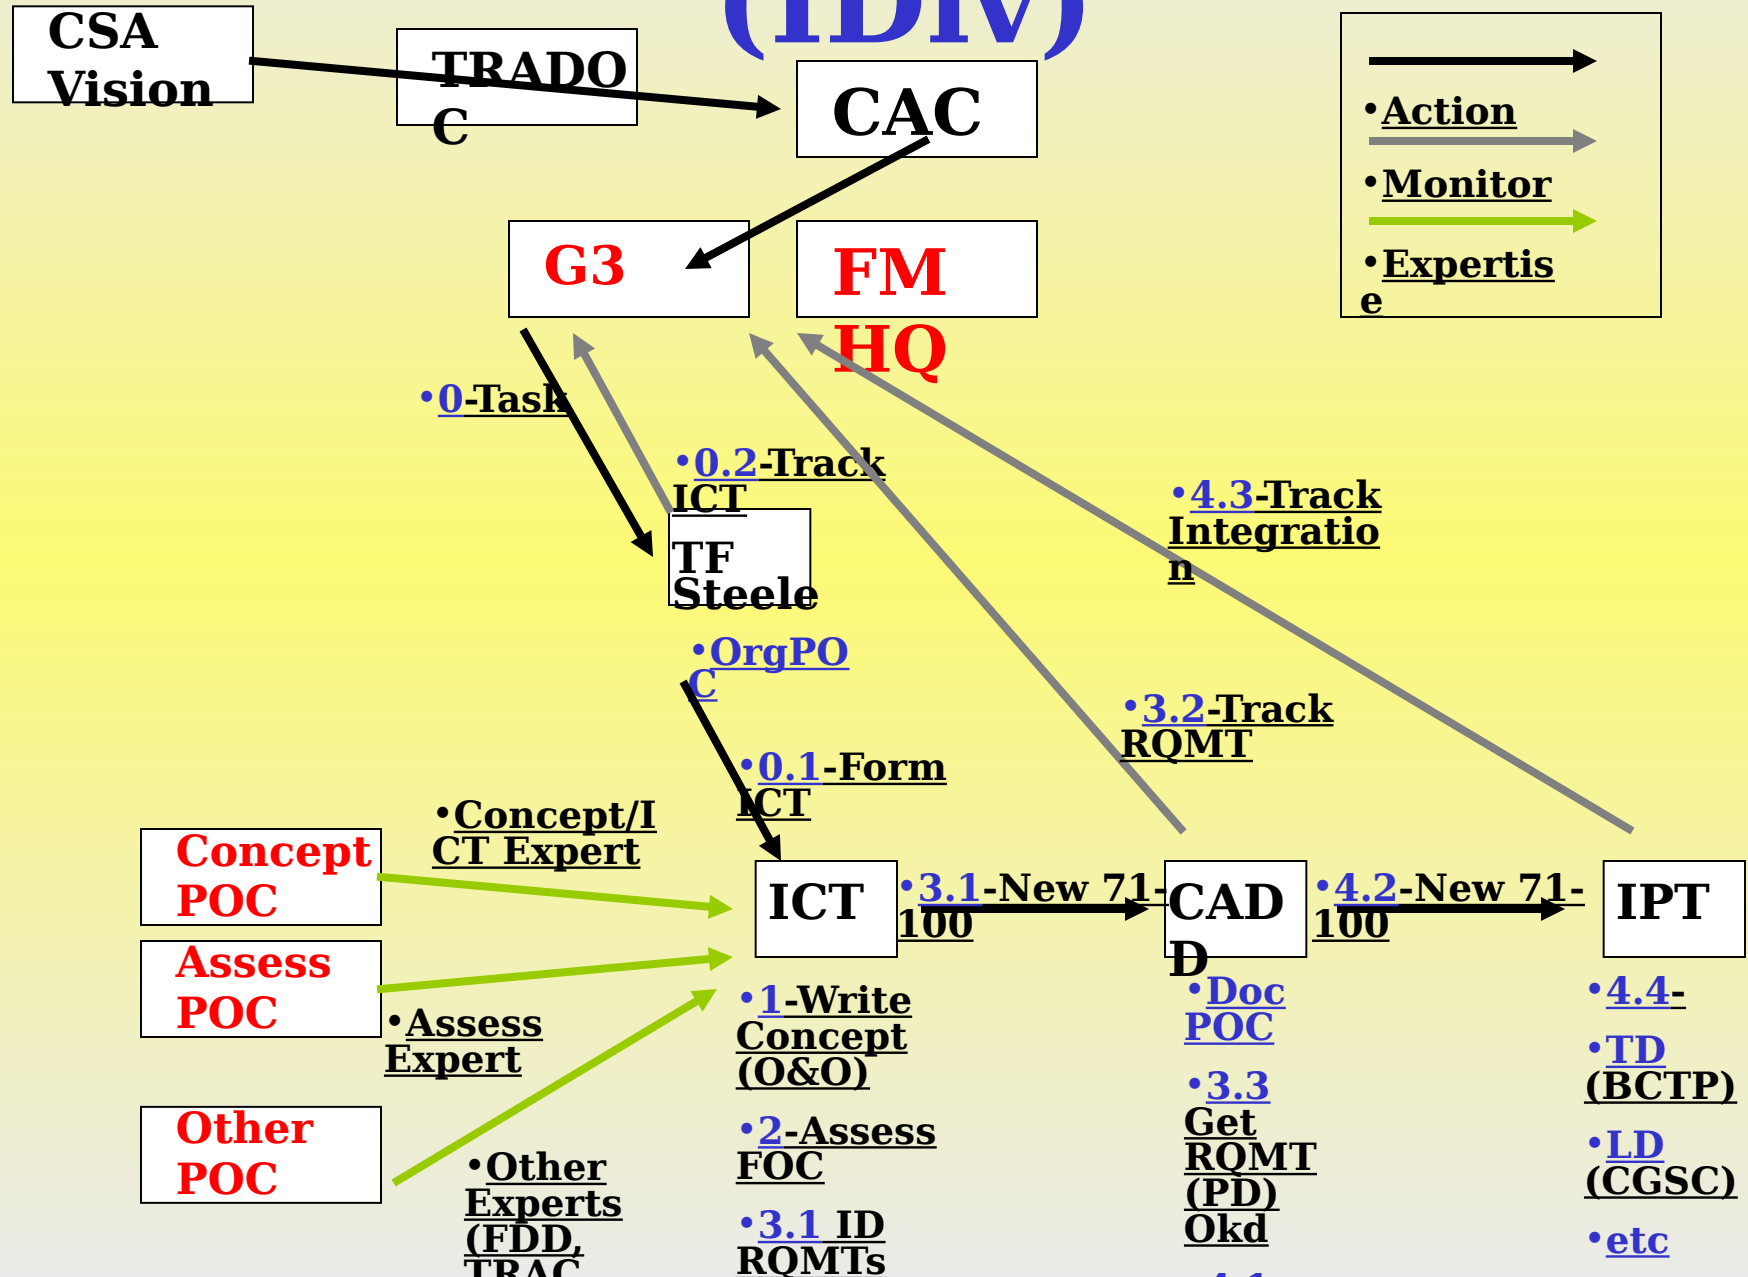 (IDIV)
CSA
Vision
TRADO
C
CAC
•Action
•Monitor
•Expertis
e
G3
FM
HQ
•0-Task
•0.2-Track
ICT
TF
Steele
•OrgPO
C
•4.3-Track
Integratio
n
•3.2-Track
RQMT
•0.1-Form
ICT
•Concept/I
CT Expert
Concept
POC
Assess
POC
•Assess
Expert
Other
POC
•Other
Experts
(FDD,
TRAC
ICT
•3.1-New 71-
100
CAD
D
•4.2-New 71-
100
IPT
•1-Write
Concept
(O&O)
•2-Assess
FOC
•3.1 ID
RQMTs
•Doc
POC
•3.3
Get
RQMT
(PD)
Okd
•4.4-
•TD
(BCTP)
•LD
(CGSC)
•etc